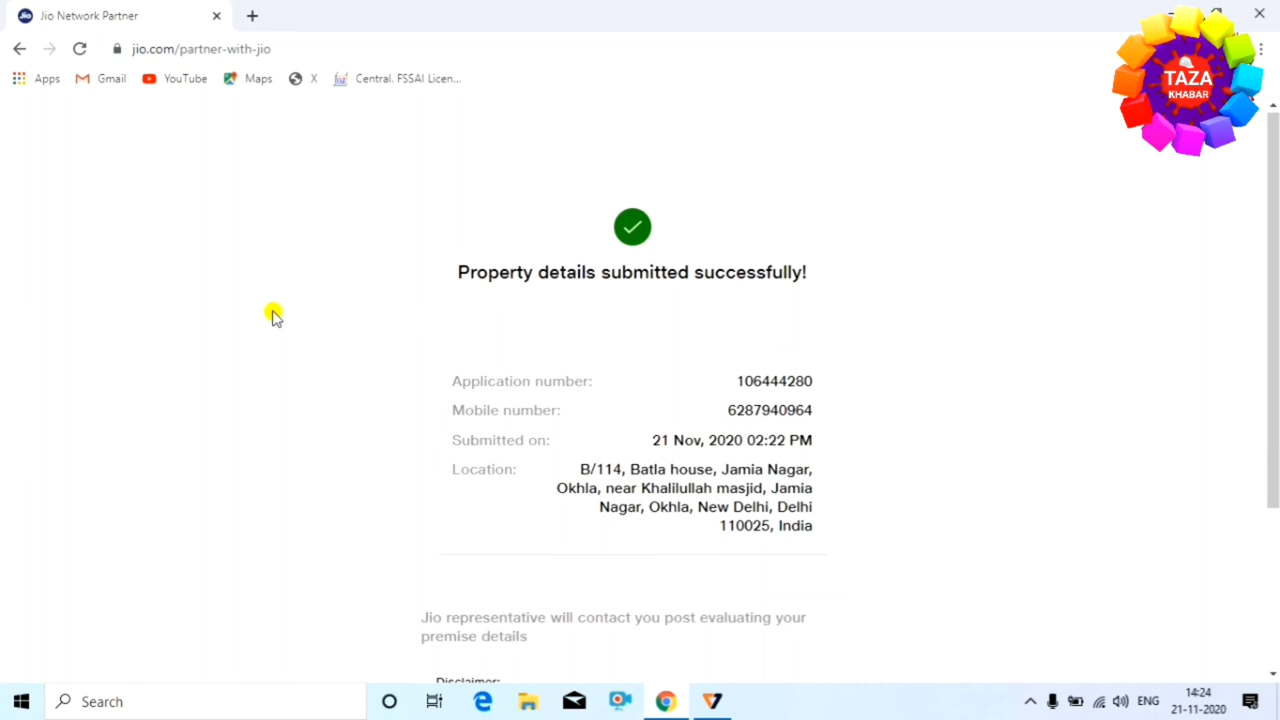 Jio Jio Network Partner
jio.com/partner-with-jio
Apps Gmail YouTube Maps X Central. FSSAI Licen...
TAZA
KHABAR
Property details submitted successfully!
Application number: 106444280
Mobile number: 6287940964
Submitted on: 21 Nov, 2020 02:22 PM
Location: B/114, Batla house, Jamia Nagar,
Okhla, near Khalilullah masjid, Jamia
Nagar, Okhla, New Delhi, Delhi
110025, India
Jio representative will contact you post evaluating your
premise details
Disclaimer:
Search
ENG
14:24
21-11-2020